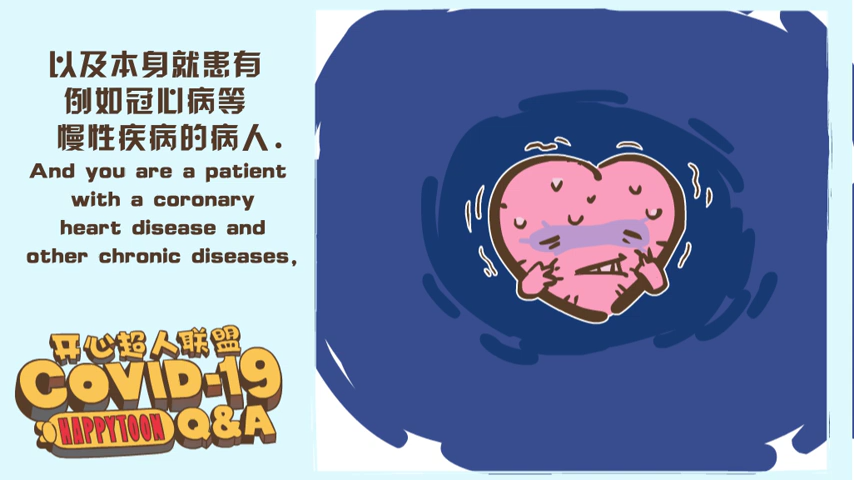 以及本身就患有
例如冠心病等
慢性疾病的病人.
And you are a patient
with a coronary
heart disease and
other chronic diseases,
开心超人联盟
COVID-19
HAPPYTOON Q&A